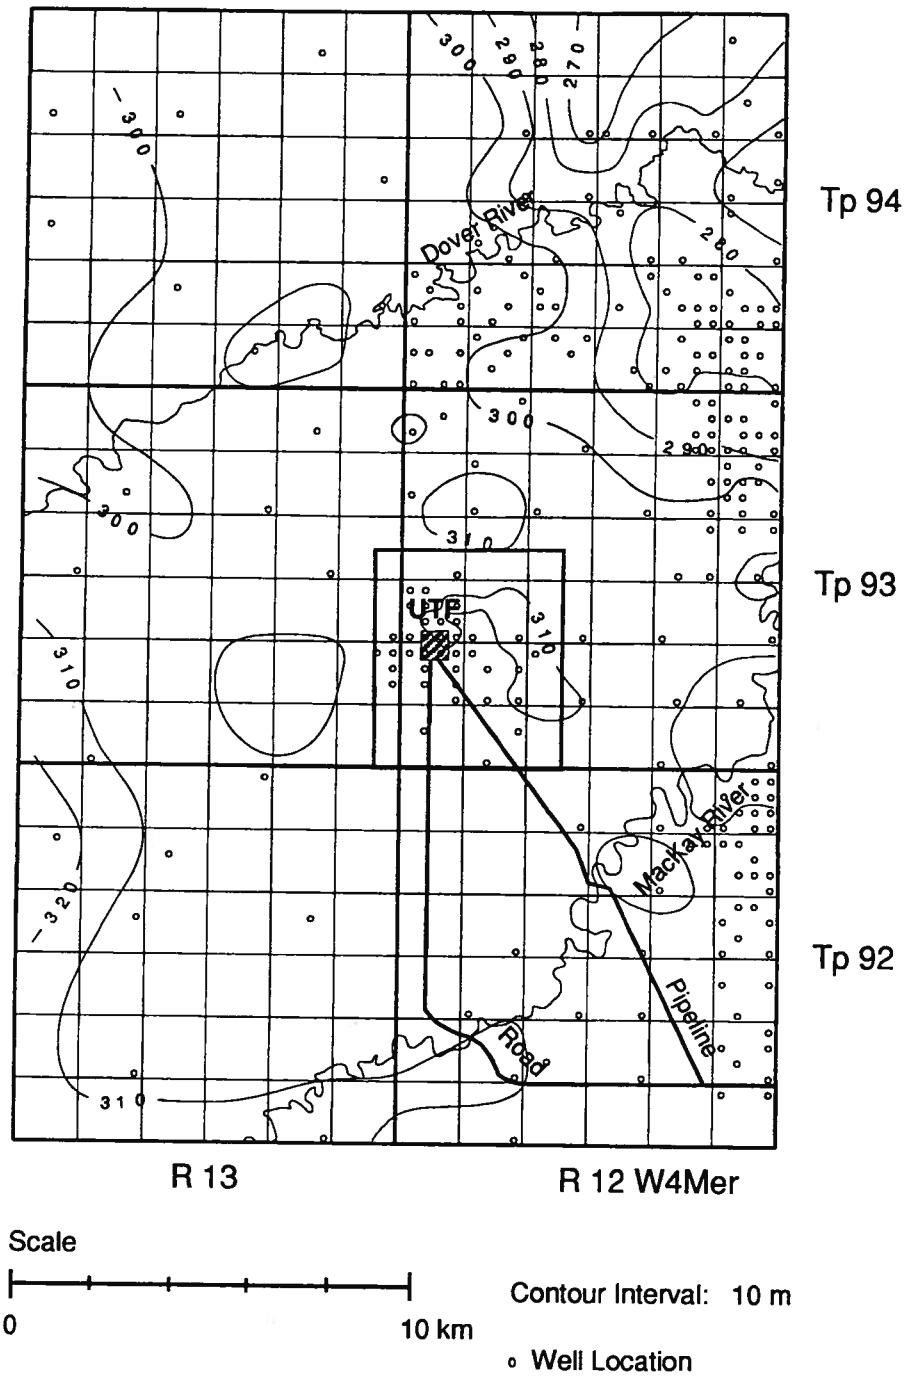 300
290
280
270
300
Tp 94
Dover River
280
300
290
300
310
Tp 93
UTF
310
310
MacKay River
320
Tp 92
Pipeline
Road
310
R 13
R 12 W4Mer
Scale
0
10 km
Contour Interval: 10 m
Well Location